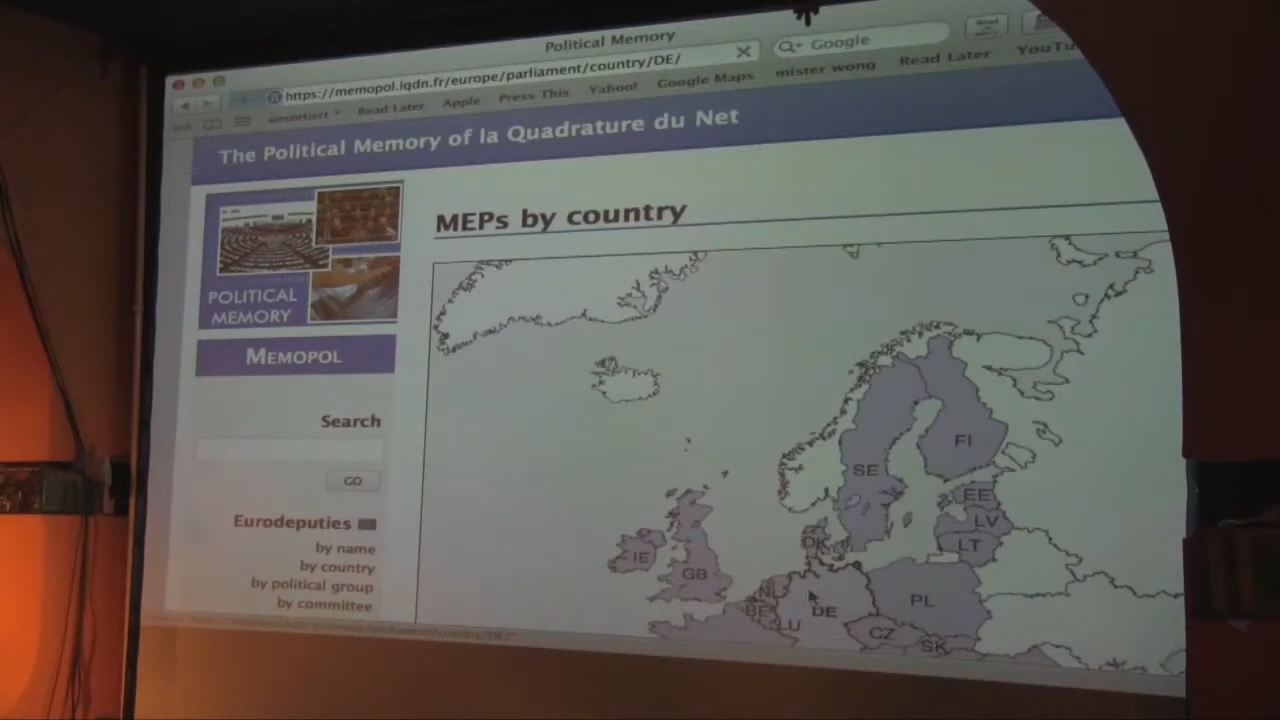 Political Memory
https://memopol.lqdn.fr/europe/parliament/country/DE/
Google
unsortiert Read Later Apple Press This Yahoo! Google Maps mister wong Read Later YouTu
The Political Memory of la Quadrature du Net
POLITICAL
MEMORY
MEPs by country
MEMOPOL
Search
GO
Eurodeputies
by name
by country
by political group
by committee
FI
SE
EE
LV
LT
DK
IE
GB
NL
BE
LU
DE
PL
CZ
SK